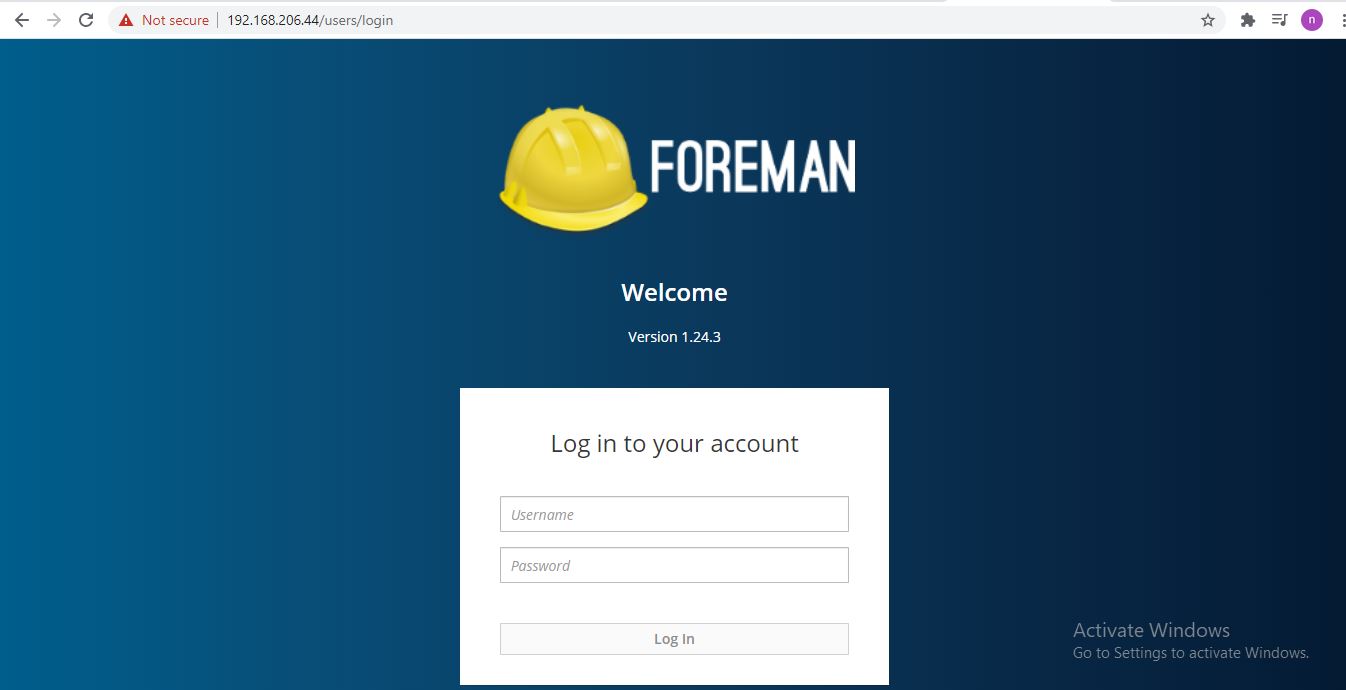 Not secure 192.168.206.44/users/login
n
FOREMAN
Welcome
Version 1.24.3
Log in to your account
Username
Password
Log In
Activate Windows
Go to Settings to activate Windows.